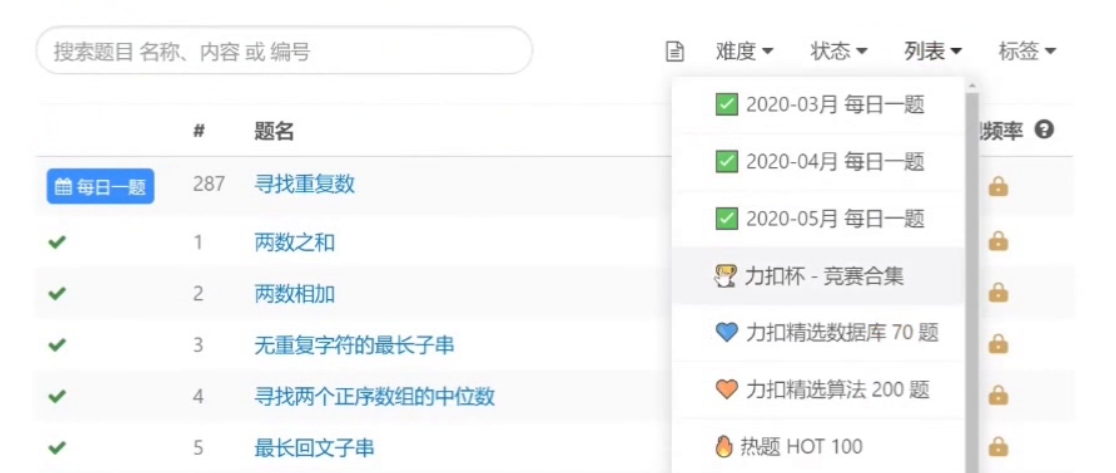 搜索题目 名称、内容 或 编号
难度 状态 列表 标签
2020-03月 每日一题
2020-04月 每日一题
2020-05月 每日一题
力扣杯 - 竞赛合集
力扣精选数据库 70 题
力扣精选算法 200 题
热题 HOT 100
# 题名 频率
每日一题 287 寻找重复数
1 两数之和
2 两数相加
3 无重复字符的最长子串
4 寻找两个正序数组的中位数
5 最长回文子串